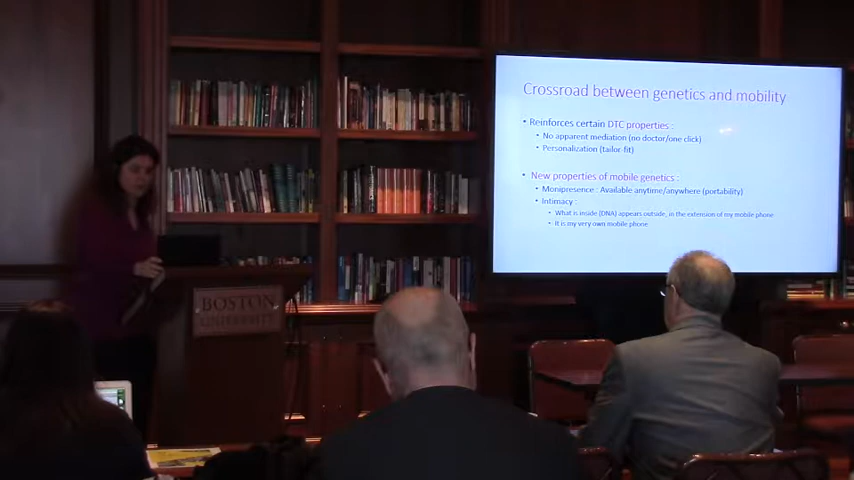 Crossroad between genetics and mobility
• Reinforces certain DTC properties :
• No apparent mediation (no doctor/one click)
• Personalization (tailor-fit)
• New properties of mobile genetics :
• Monipresence : Available anytime/anywhere (portability)
• Intimacy :
• What is inside (DNA) appears outside, in the extension of my mobile phone
• It is my very own mobile phone
BOSTON
UNIVERSITY